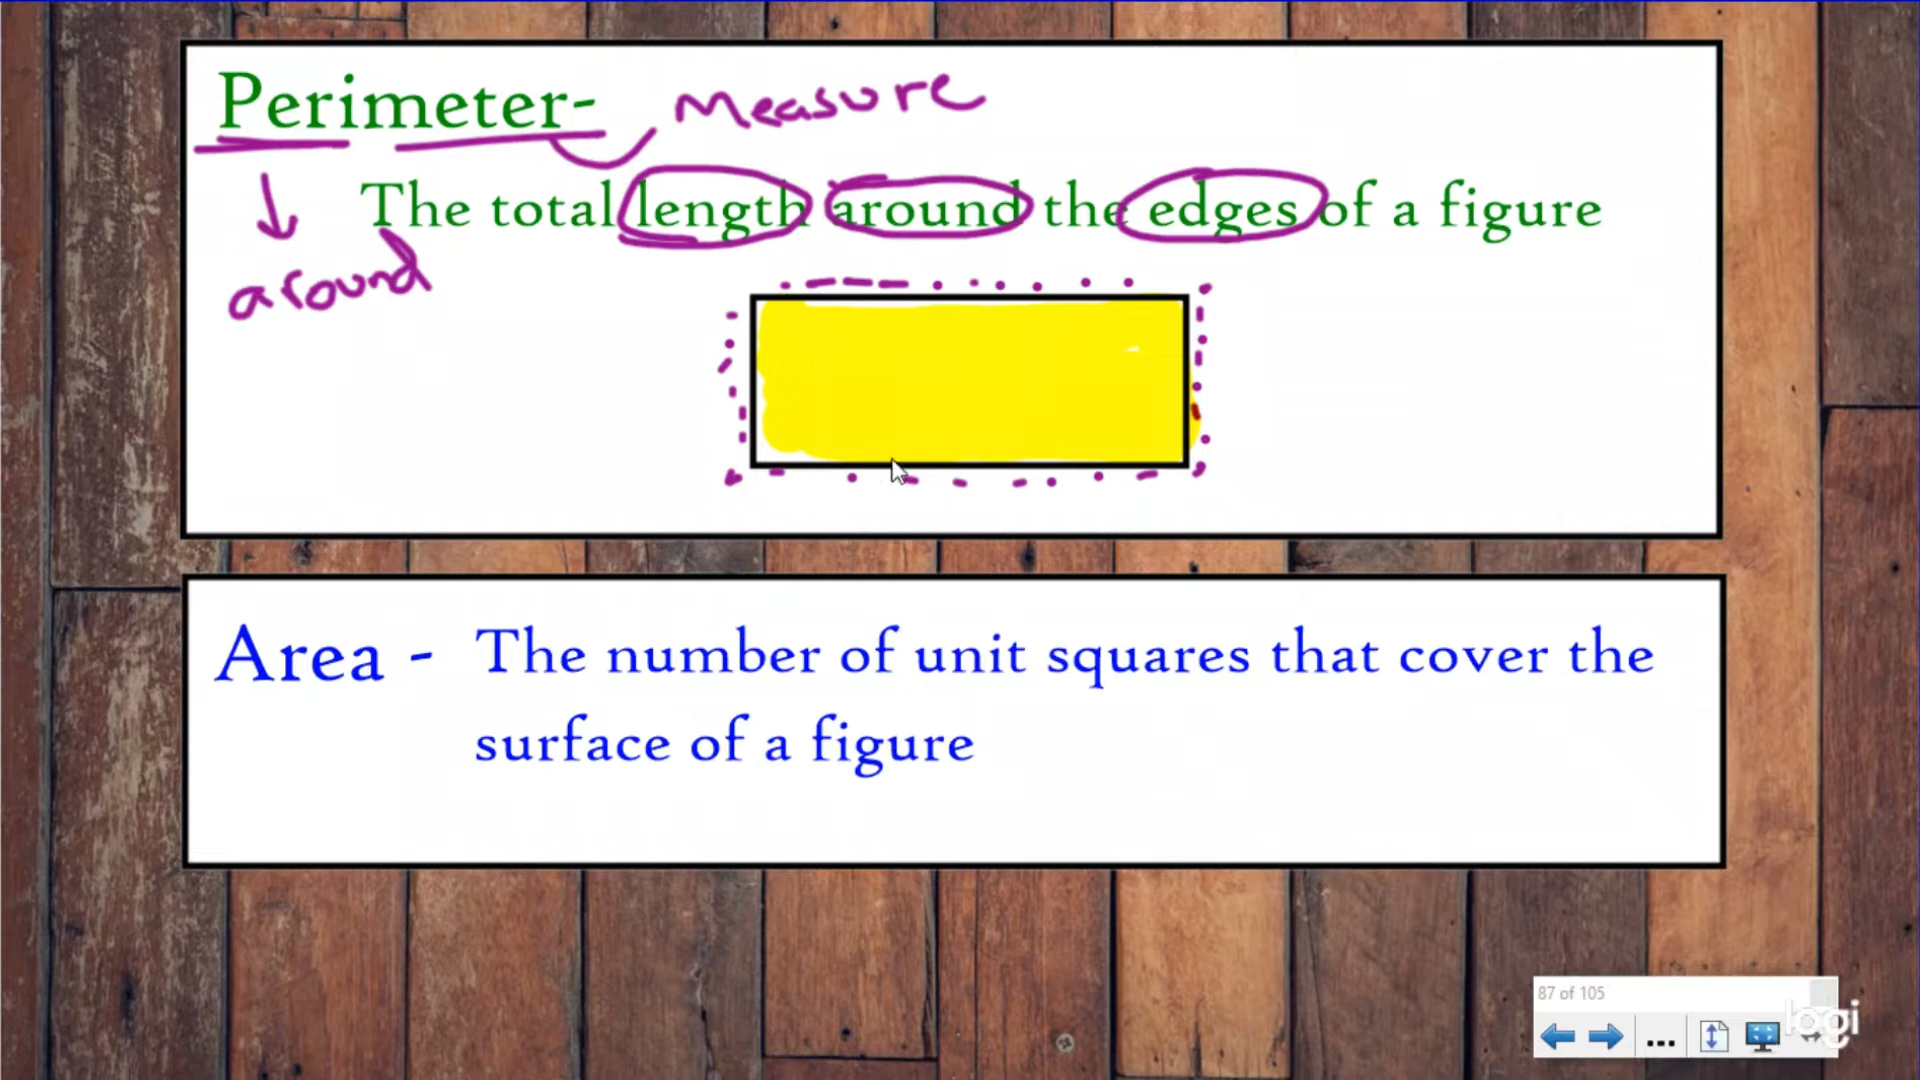 Perimeter- measure
The total length around the edges of a figure
around
Area - The number of unit squares that cover the
surface of a figure
87 of 105
logi